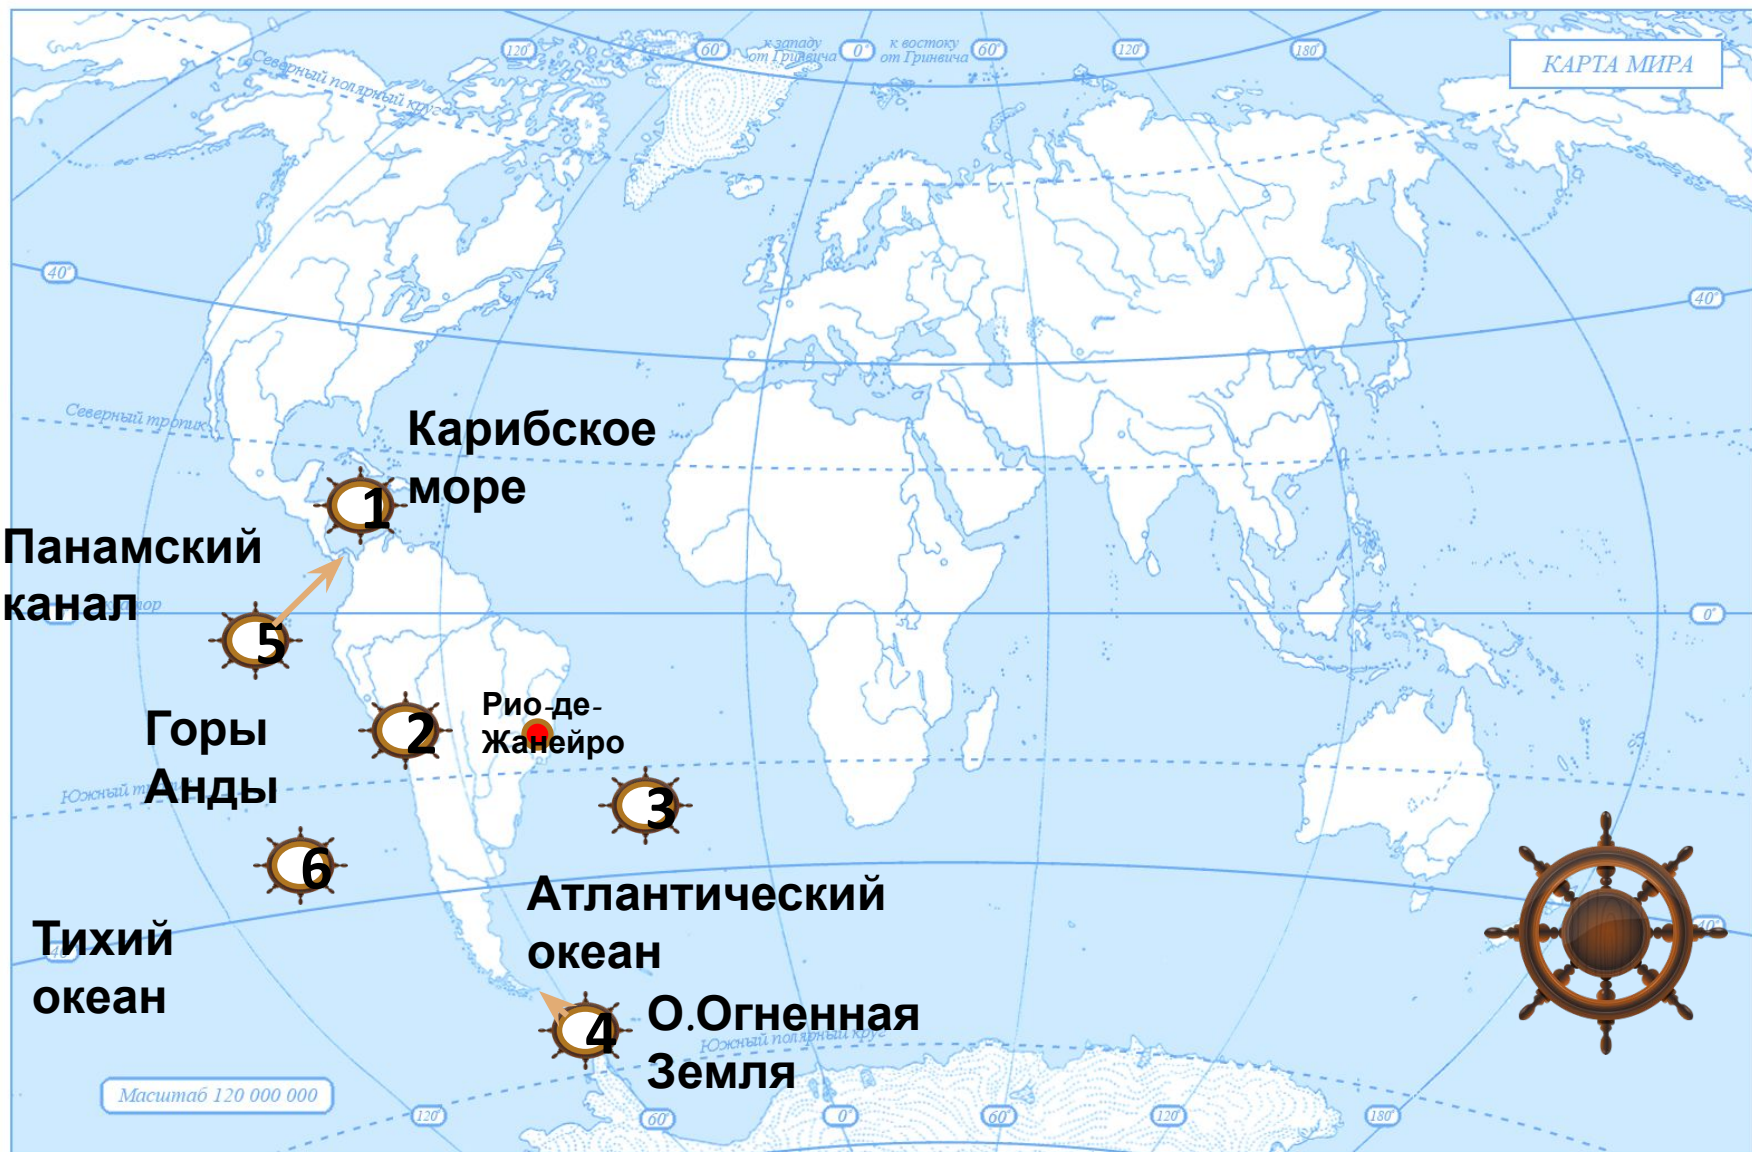 120°
60°
к западу
от Гринвича
0°
к востоку
от Гринвича
60°
120°
180°
КАРТА МИРА
Северный полярный круг
40°
40°
Северный тропик
Карибское
море
1
Панамский
канал
0°
5
Горы
Анды
2
Рио-де-
Жанейро
Южный
3
6
Атлантический
океан
Тихий
океан
40°
40°
4
О.Огненная
Земля
Южный полярный круг
Масштаб 120 000 000
120°
60°
0°
60°
120°
180°